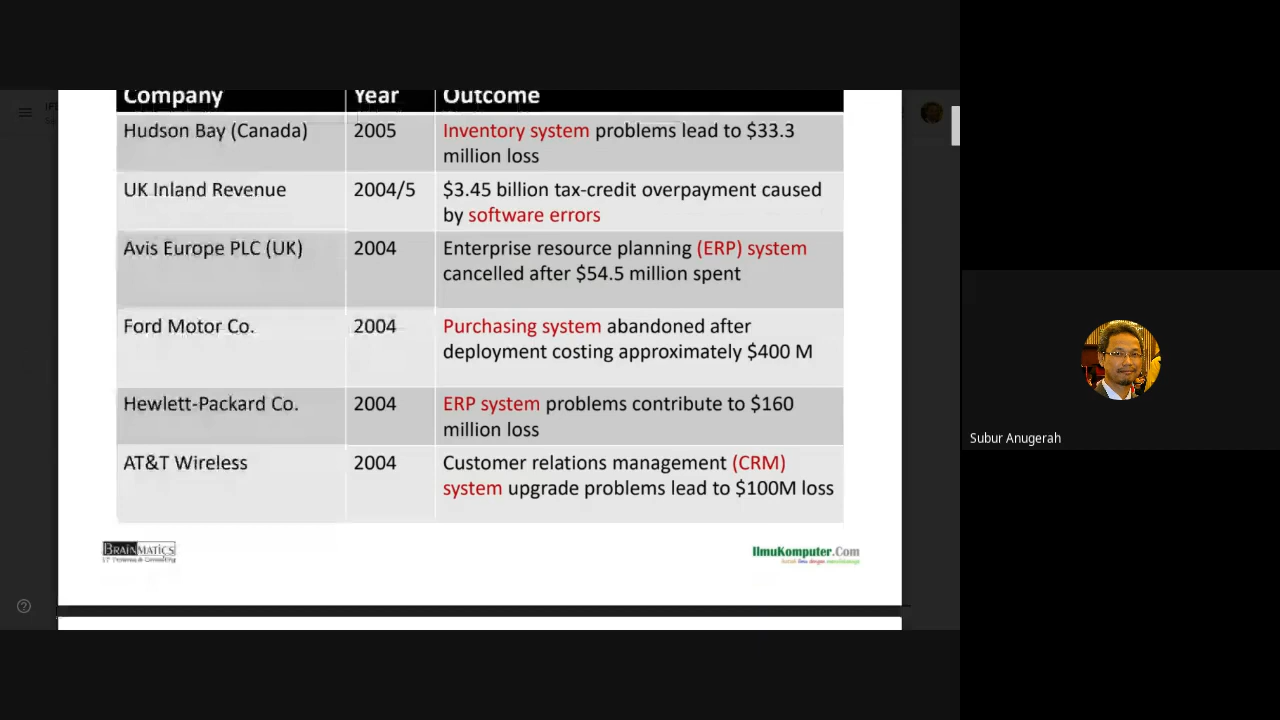 Company Year Outcome
Hudson Bay (Canada) 2005 Inventory system problems lead to $33.3
million loss
UK Inland Revenue 2004/5 $3.45 billion tax-credit overpayment caused
by software errors
Avis Europe PLC (UK) 2004 Enterprise resource planning (ERP) system
cancelled after $54.5 million spent
Ford Motor Co. 2004 Purchasing system abandoned after
deployment costing approximately $400 M
Hewlett-Packard Co. 2004 ERP system problems contribute to $160
million loss
AT&T Wireless 2004 Customer relations management (CRM)
system upgrade problems lead to $100M loss
BRAINMATICS
IlmuKomputer.Com
Subur Anugerah